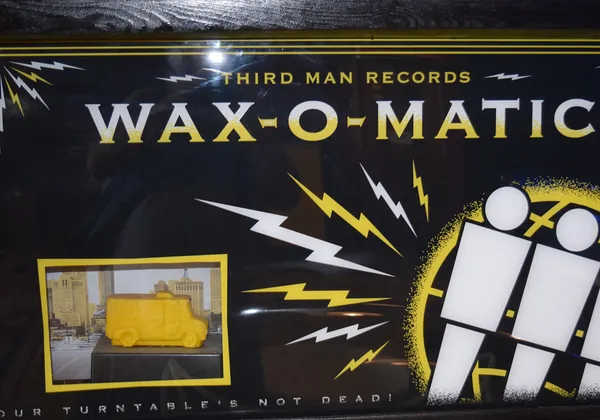 THIRD MAN RECORDS
WAX-O-MATIC
OUR TURNTABLE'S NOT DEAD!